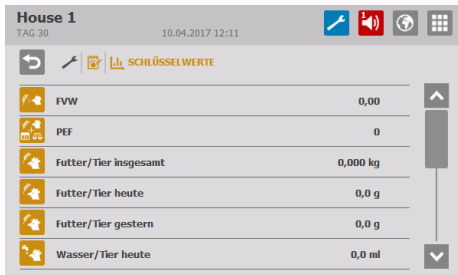 House 1
TAG 30 10.04.2017 12:11
1
SCHLÜSSELWERTE
FVW 0,00
PEF 0
Futter/Tier insgesamt 0,000 kg
Futter/Tier heute 0,0 g
Futter/Tier gestern 0,0 g
Wasser/Tier heute 0,0 ml